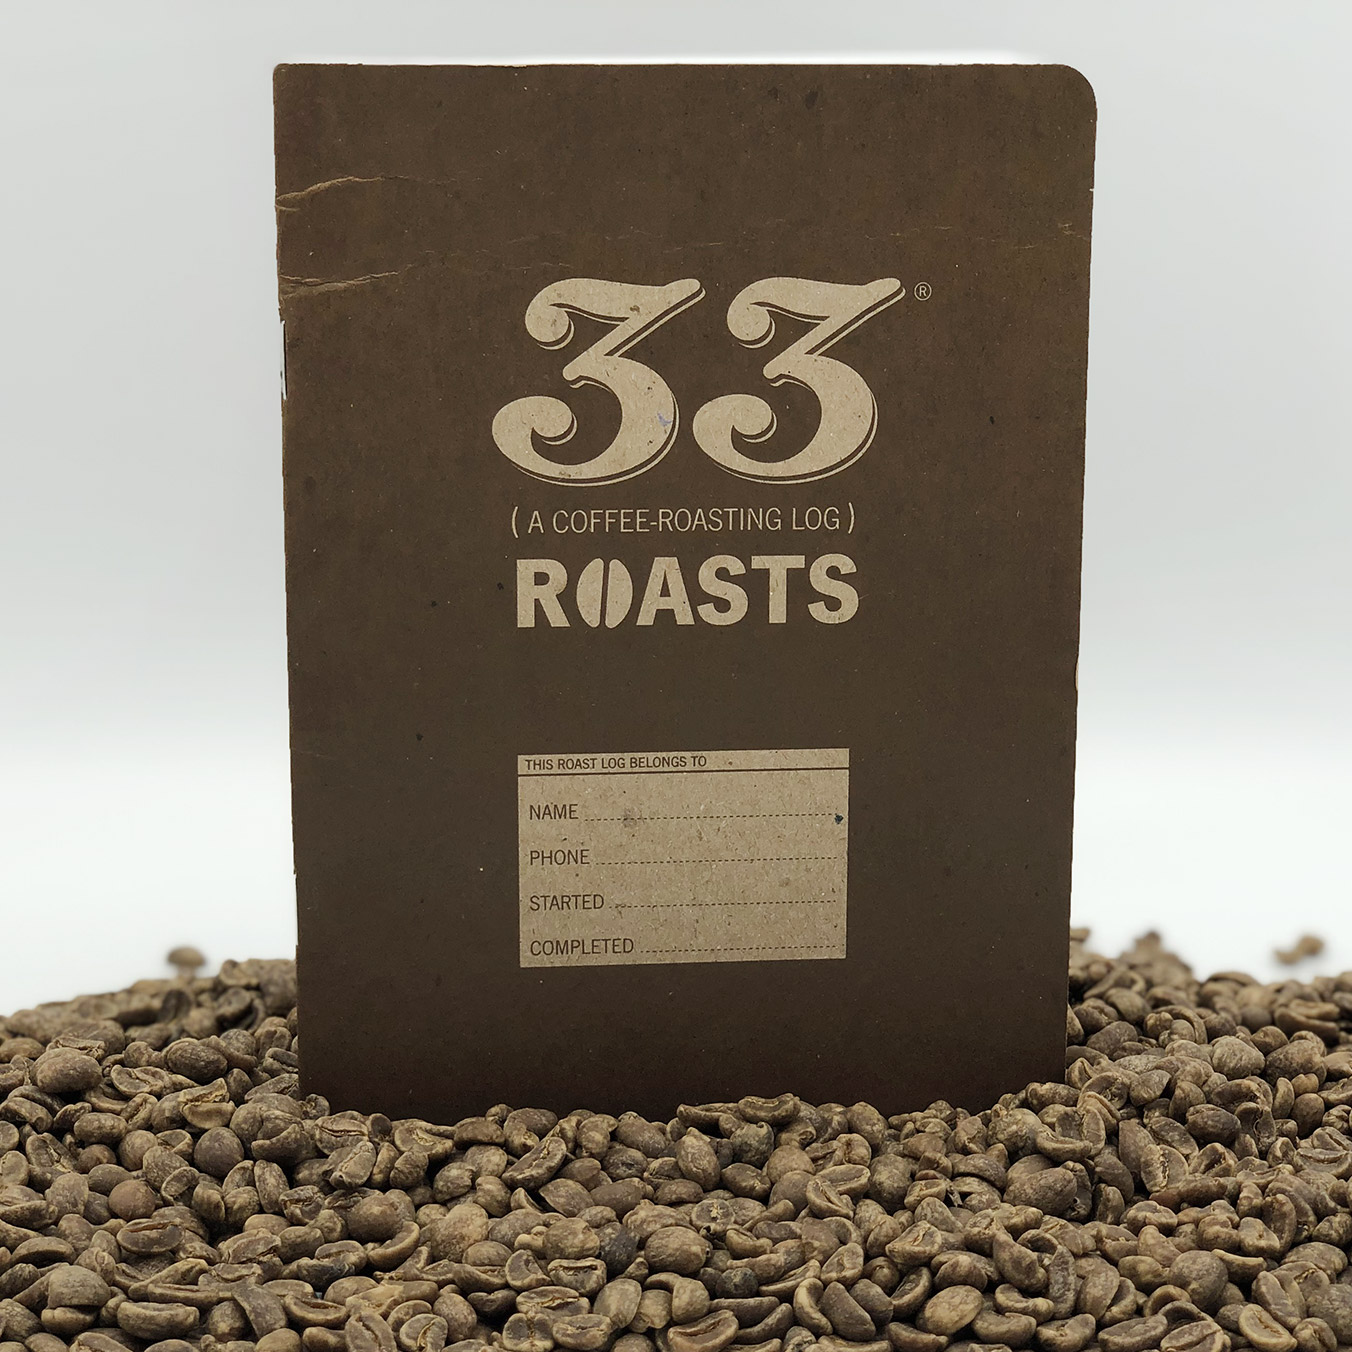 33®
( A COFFEE-ROASTING LOG )
ROASTS
THIS ROAST LOG BELONGS TO
NAME
PHONE
STARTED
COMPLETED